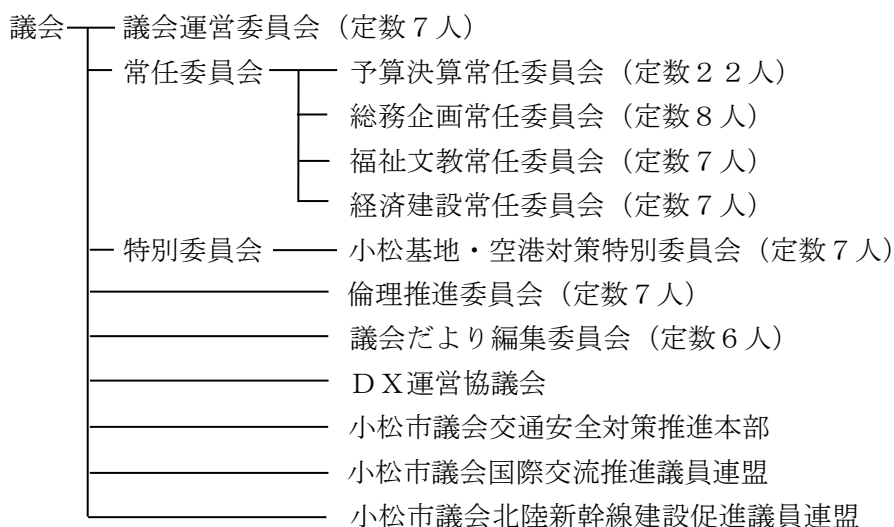 議会 議会運営委員会（定数７人）
常任委員会 予算決算常任委員会（定数２２人）
総務企画常任委員会（定数８人）
福祉文教常任委員会（定数７人）
経済建設常任委員会（定数７人）
特別委員会 小松基地・空港対策特別委員会（定数７人）
倫理推進委員会（定数７人）
議会だより編集委員会（定数６人）
ＤＸ運営協議会
小松市議会交通安全対策推進本部
小松市議会国際交流推進議員連盟
小松市議会北陸新幹線建設促進議員連盟